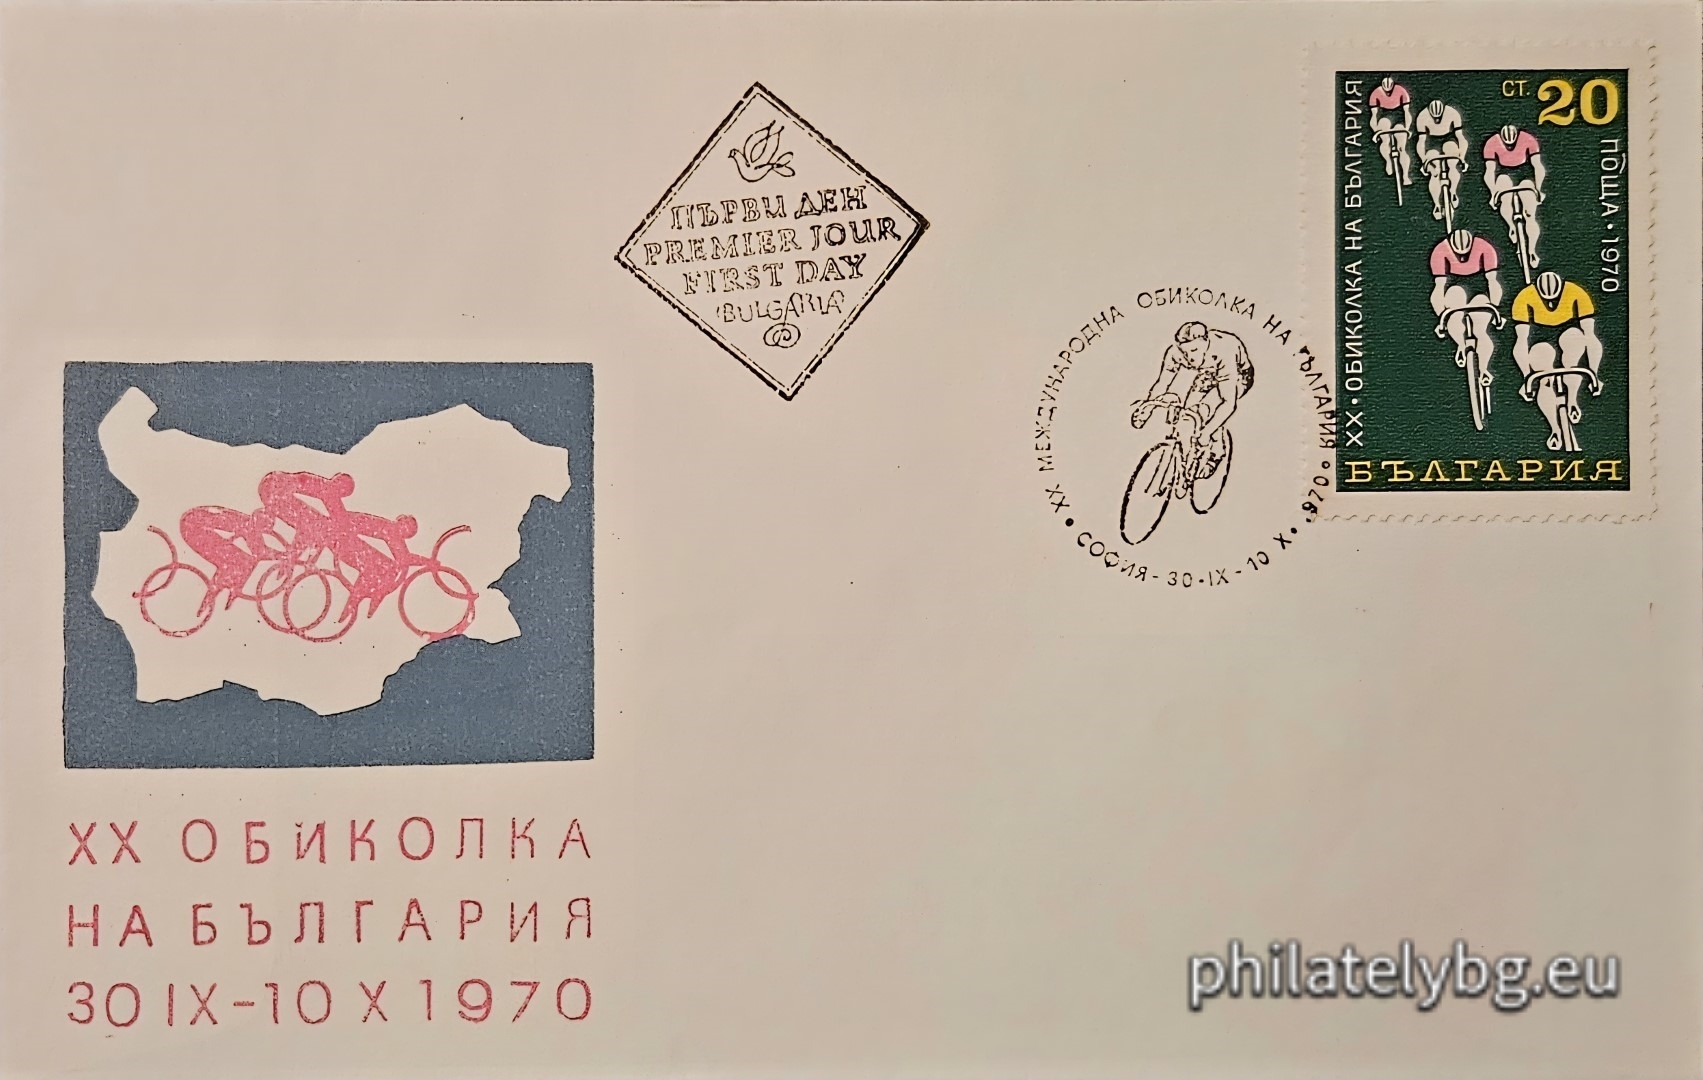 ПЪРВИ ДЕН
PREMIER JOUR
FIRST DAY
BULGARIA
СТ. 20
ПОЩА • 1970
XX • ОБИКОЛКА НА БЪЛГАРИЯ
БЪЛГАРИЯ
XX МЕЖДУНАРОДНА ОБИКОЛКА НА БЪЛГАРИЯ
• СОФИЯ - 30 • IX - 10 X • 1970
XX ОБИКОЛКА
НА БЪЛГАРИЯ
30 IX-10 X 1970
philatelybg.eu